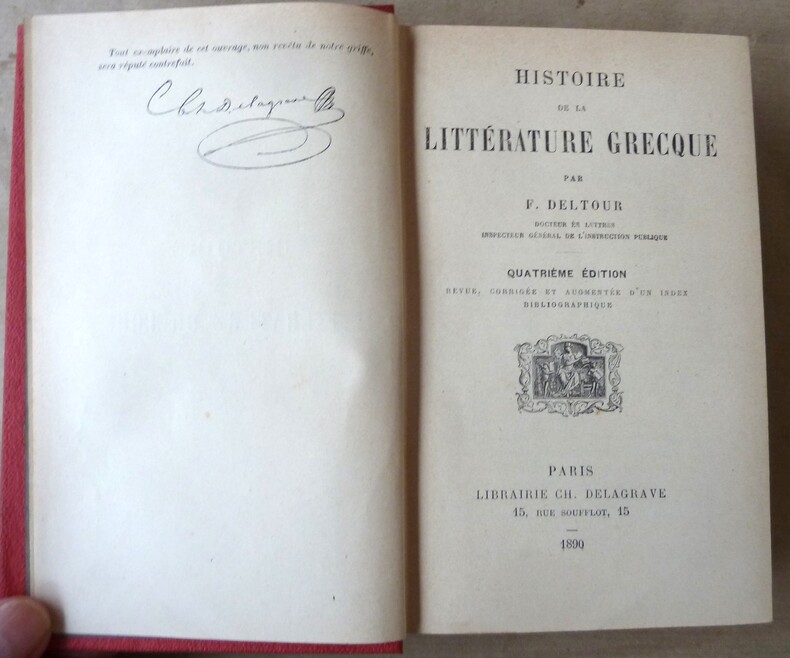 Tout exemplaire de cet ouvrage, non revêtu de notre griffe,
sera réputé contrefait.
Ch. Delagrave
HISTOIRE
DE LA
LITTÉRATURE GRECQUE
PAR
F. DELTOUR
DOCTEUR ÈS LETTRES
INSPECTEUR GÉNÉRAL DE L'INSTRUCTION PUBLIQUE
QUATRIÈME ÉDITION
REVUE, CORRIGÉE ET AUGMENTÉE D'UN INDEX
BIBLIOGRAPHIQUE
PARIS
LIBRAIRIE CH. DELAGRAVE
15, RUE SOUFFLOT, 15
1890